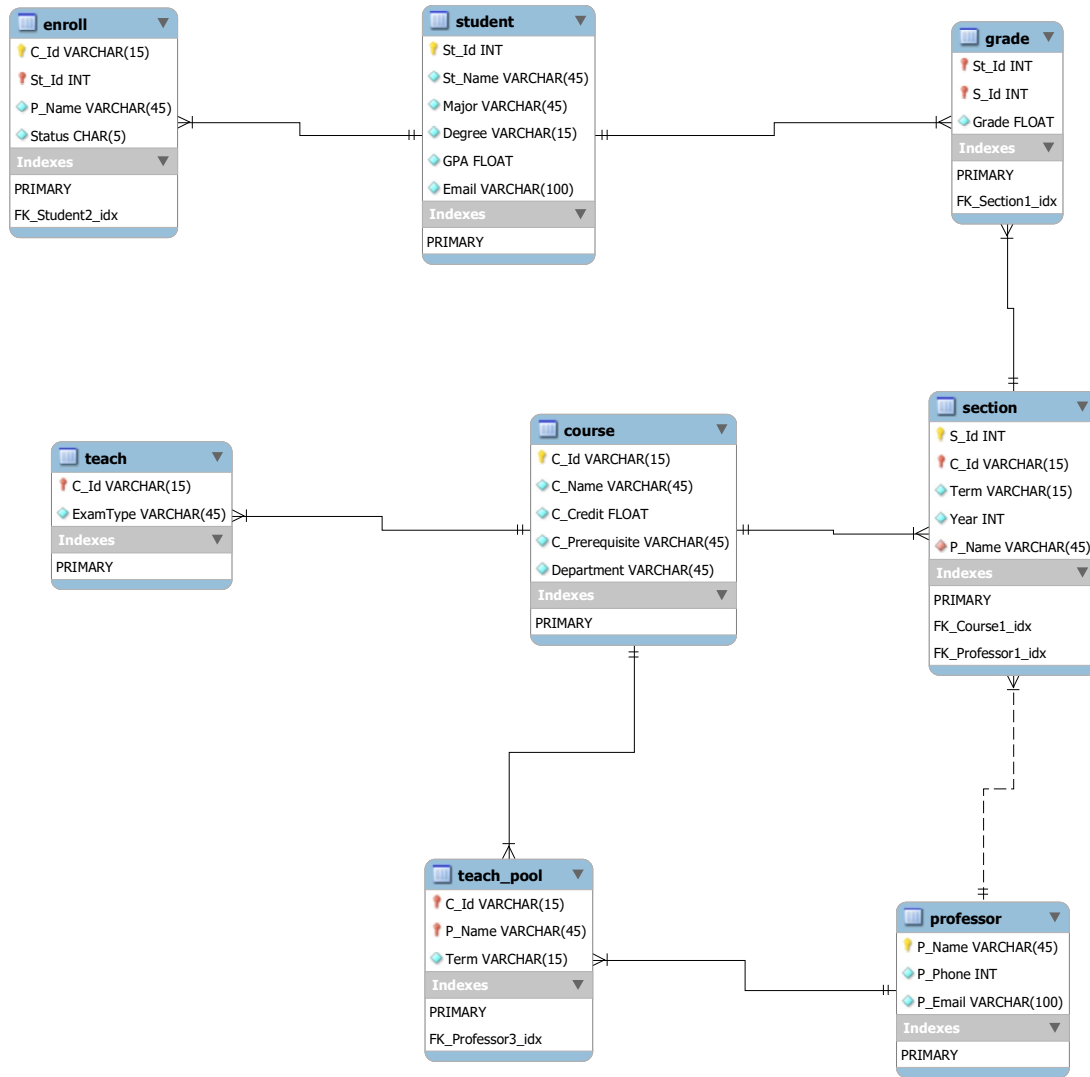 enroll
C_Id VARCHAR(15)
St_Id INT
P_Name VARCHAR(45)
Status CHAR(5)
Indexes
PRIMARY
FK_Student2_idx
student
St_Id INT
St_Name VARCHAR(45)
Major VARCHAR(45)
Degree VARCHAR(15)
GPA FLOAT
Email VARCHAR(100)
Indexes
PRIMARY
grade
St_Id INT
S_Id INT
Grade FLOAT
Indexes
PRIMARY
FK_Section1_idx
teach
C_Id VARCHAR(15)
ExamType VARCHAR(45)
Indexes
PRIMARY
course
C_Id VARCHAR(15)
C_Name VARCHAR(45)
C_Credit FLOAT
C_Prerequisite VARCHAR(45)
Department VARCHAR(45)
Indexes
PRIMARY
section
S_Id INT
C_Id VARCHAR(15)
Term VARCHAR(15)
Year INT
P_Name VARCHAR(45)
Indexes
PRIMARY
FK_Course1_idx
FK_Professor1_idx
teach_pool
C_Id VARCHAR(15)
P_Name VARCHAR(45)
Term VARCHAR(15)
Indexes
PRIMARY
FK_Professor3_idx
professor
P_Name VARCHAR(45)
P_Phone INT
P_Email VARCHAR(100)
Indexes
PRIMARY